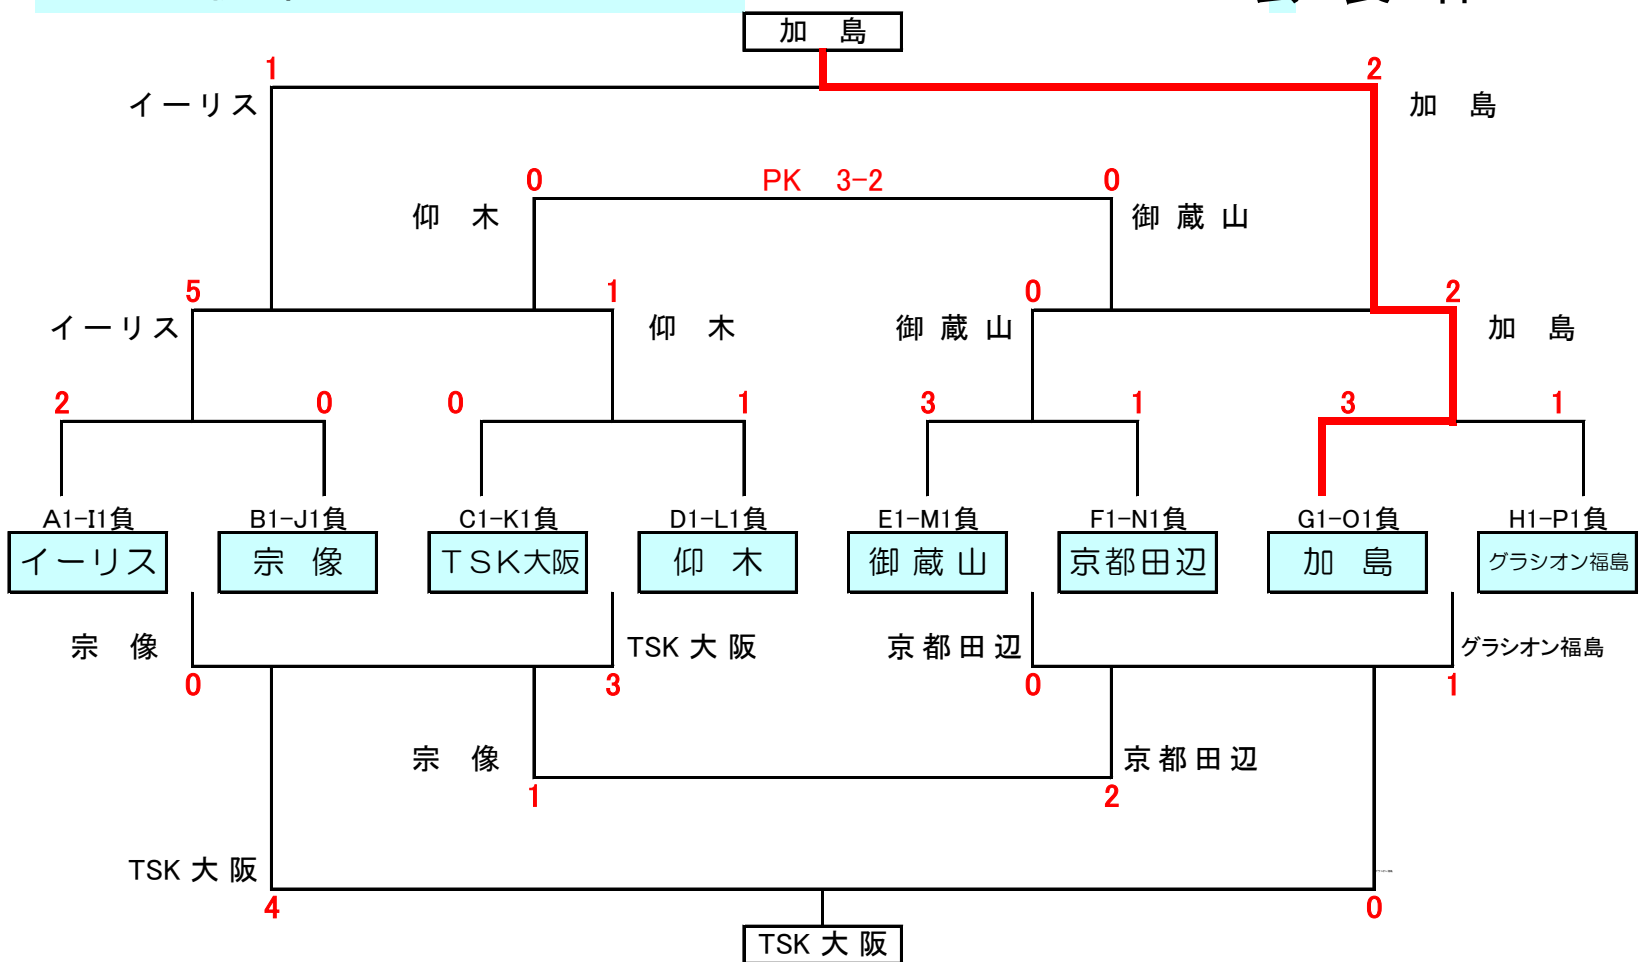 加 島
1 2
イーリス 加 島
0 PK 3-2 0
仰 木 御 蔵 山
5 1 0 2
イーリス 仰 木 御 蔵 山 加 島
2 0 0 1 3 1 3 1
A1-I1負 B1-J1負 C1-K1負 D1-L1負 E1-M1負 F1-N1負 G1-O1負 H1-P1負
イーリス 宗 像 TSK大阪 仰 木 御 蔵 山 京都田辺 加 島 グラシオン福島
宗 像 TSK 大 阪 京都田辺 グラシオン福島
0 3 0 1
宗 像 京都田辺
1 2
TSK 大 阪
4 0
TSK 大 阪